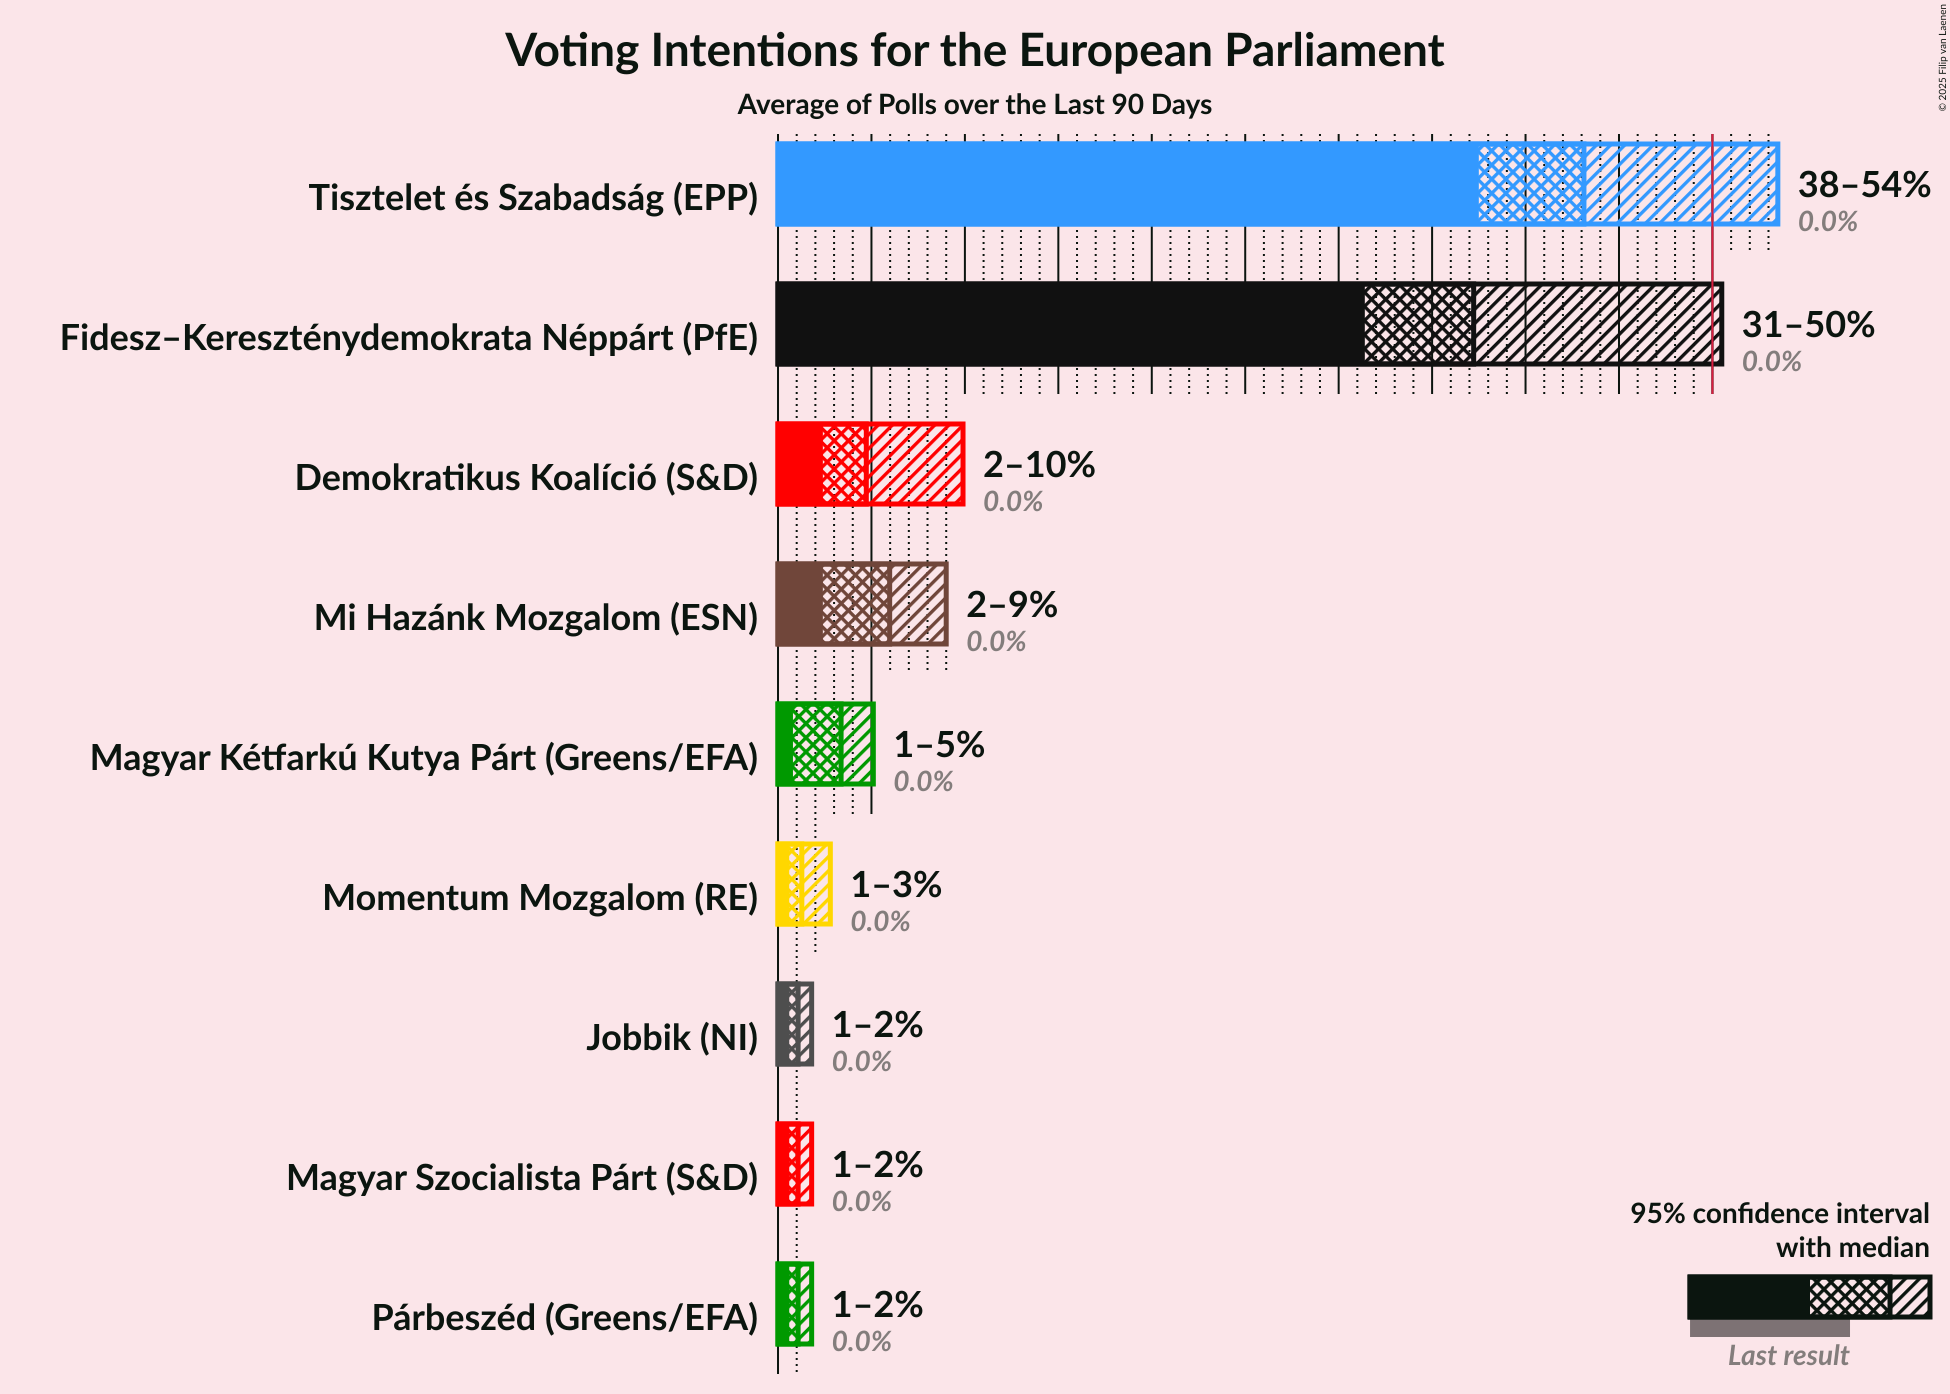 Voting Intentions for the European Parliament
Average of Polls over the Last 90 Days
© 2025 Filip van Laenen
Tisztelet és Szabadság (EPP)
38–54%
0.0%
Fidesz–Kereszténydemokrata Néppárt (PfE)
31–50%
0.0%
Demokratikus Koalíció (S&D)
2–10%
0.0%
Mi Hazánk Mozgalom (ESN)
2–9%
0.0%
Magyar Kétfarkú Kutya Párt (Greens/EFA)
1–5%
0.0%
Momentum Mozgalom (RE)
1–3%
0.0%
Jobbik (NI)
1–2%
0.0%
Magyar Szocialista Párt (S&D)
1–2%
0.0%
Párbeszéd (Greens/EFA)
1–2%
0.0%
95% confidence interval
with median
Last result